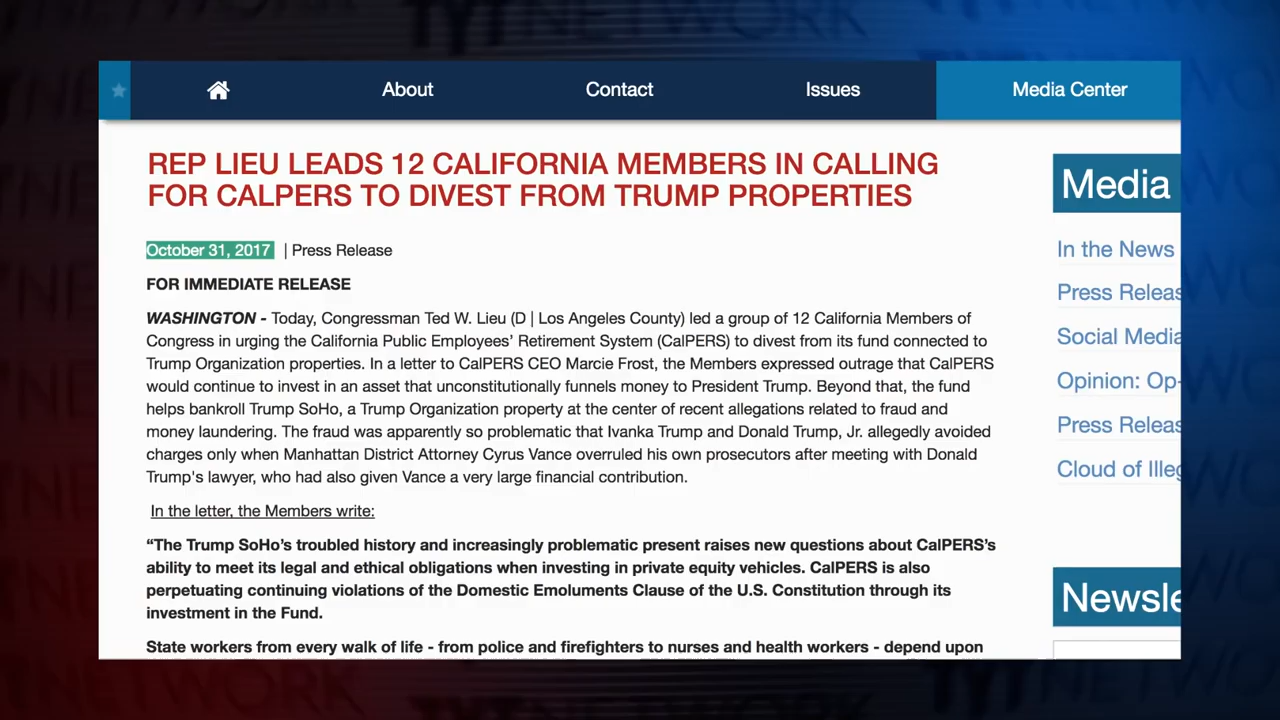 TYT NETWORK
About
Contact
Issues
Media Center
REP LIEU LEADS 12 CALIFORNIA MEMBERS IN CALLING
FOR CALPERS TO DIVEST FROM TRUMP PROPERTIES
October 31, 2017 | Press Release
FOR IMMEDIATE RELEASE
WASHINGTON - Today, Congressman Ted W. Lieu (D | Los Angeles County) led a group of 12 California Members of
Congress in urging the California Public Employees’ Retirement System (CalPERS) to divest from its fund connected to
Trump Organization properties. In a letter to CalPERS CEO Marcie Frost, the Members expressed outrage that CalPERS
would continue to invest in an asset that unconstitutionally funnels money to President Trump. Beyond that, the fund
helps bankroll Trump SoHo, a Trump Organization property at the center of recent allegations related to fraud and
money laundering. The fraud was apparently so problematic that Ivanka Trump and Donald Trump, Jr. allegedly avoided
charges only when Manhattan District Attorney Cyrus Vance overruled his own prosecutors after meeting with Donald
Trump's lawyer, who had also given Vance a very large financial contribution.
In the letter, the Members write:
“The Trump SoHo’s troubled history and increasingly problematic present raises new questions about CalPERS’s
ability to meet its legal and ethical obligations when investing in private equity vehicles. CalPERS is also
perpetuating continuing violations of the Domestic Emoluments Clause of the U.S. Constitution through its
investment in the Fund.
State workers from every walk of life - from police and firefighters to nurses and health workers - depend upon
Media
In the News
Press Releas
Social Media
Opinion: Op-
Press Releas
Cloud of Illeg
Newsle